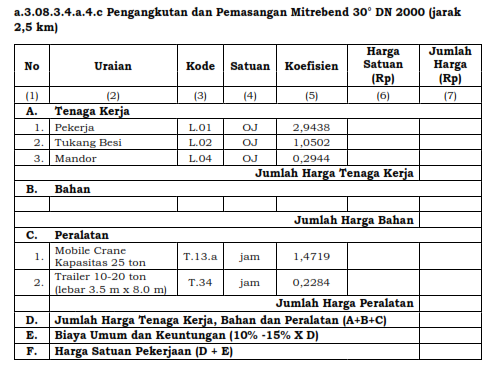 a.3.08.3.4.a.4.c Pengangkutan dan Pemasangan Mitrebend 30° DN 2000 (jarak
2,5 km)
No Uraian Kode Satuan Koefisien Harga Satuan (Rp) Jumlah Harga (Rp)
(1) (2) (3) (4) (5) (6) (7)
A. Tenaga Kerja
1. Pekerja L.01 OJ 2,9438
2. Tukang Besi L.02 OJ 1,0502
3. Mandor L.04 OJ 0,2944
Jumlah Harga Tenaga Kerja
B. Bahan
Jumlah Harga Bahan
C. Peralatan
1. Mobile Crane Kapasitas 25 ton T.13.a jam 1,4719
2. Trailer 10-20 ton (lebar 3.5 m x 8.0 m) T.34 jam 0,2284
Jumlah Harga Peralatan
D. Jumlah Harga Tenaga Kerja, Bahan dan Peralatan (A+B+C)
E. Biaya Umum dan Keuntungan (10% -15% X D)
F. Harga Satuan Pekerjaan (D + E)